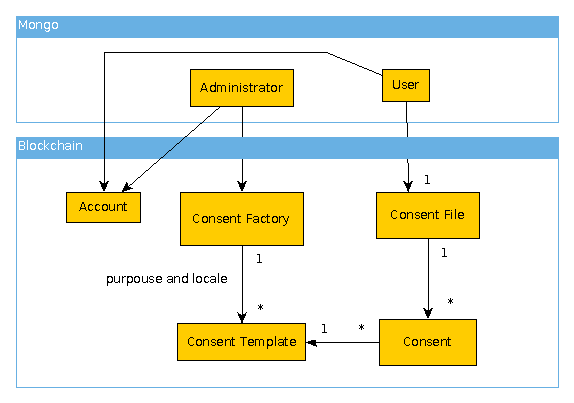 Mongo
Administrator
User
Blockchain
1
Account
Consent Factory
Consent File
1
1
purpouse and locale
*
*
1
*
Consent Template
Consent